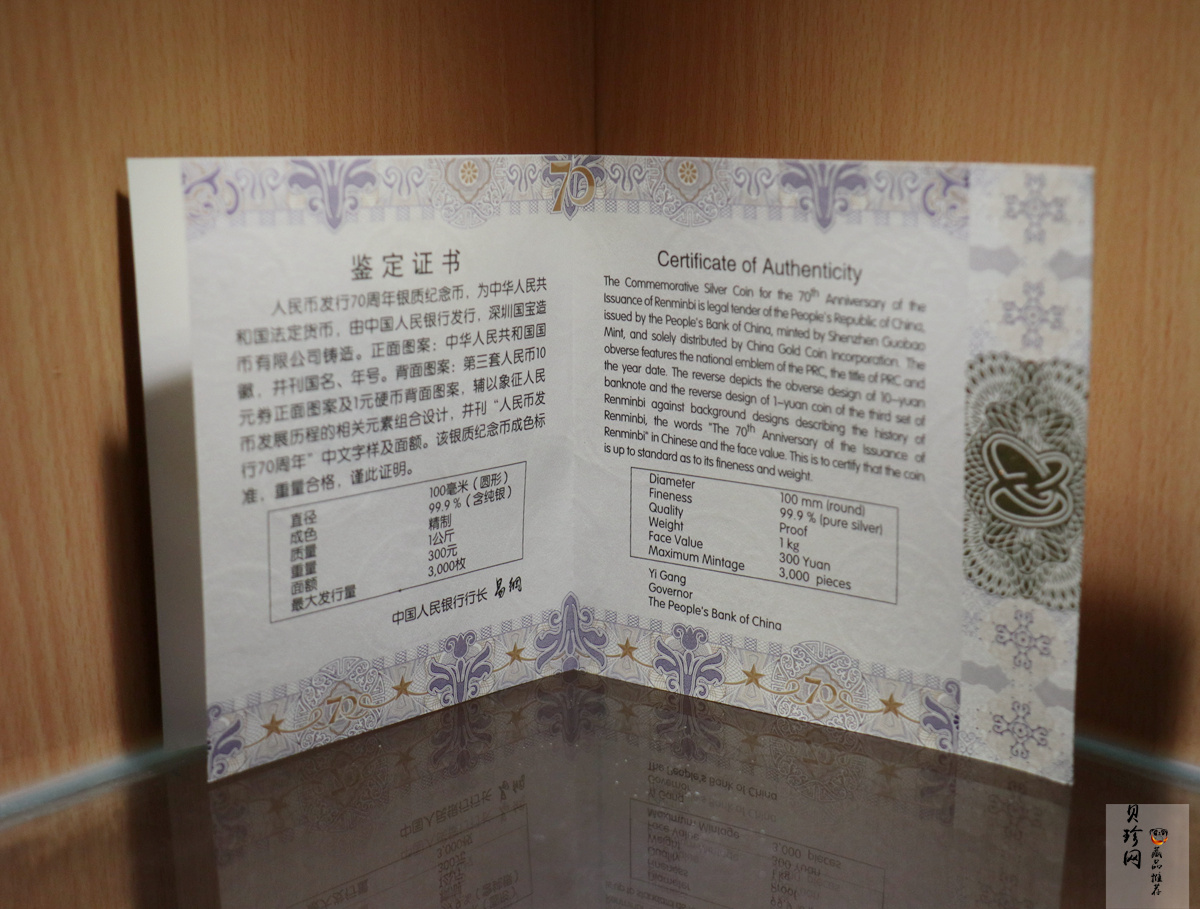 70
鉴定证书
人民币发行70周年银质纪念币，为中华人民共
和国法定货币，由中国人民银行发行，深圳国宝造
币有限公司铸造。正面图案：中华人民共和国国
徽，并刊国名、年号。背面图案：第三套人民币10
元券正面图案及1元硬币背面图案，辅以象征人民
币发展历程的相关元素组合设计，并刊“人民币发
行70周年”中文字样及面额。该银质纪念币成色标
准，重量合格，谨此证明。
直径 100毫米（圆形）
成色 99.9%（含纯银）
质量 精制
重量 1公斤
面额 300元
最大发行量 3,000枚
中国人民银行行长 易纲
70
Certificate of Authenticity
The Commemorative Silver Coin for the 70th Anniversary of the
Issuance of Renminbi is legal tender of the People's Republic of China,
issued by the People's Bank of China, minted by Shenzhen Guobao
Mint, and solely distributed by China Gold Coin Incorporation. The
obverse features the national emblem of the PRC, the title of PRC and
the year date. The reverse depicts the obverse design of 10-yuan
banknote and the reverse design of 1-yuan coin of the third set of
Renminbi against background designs describing the history of
Renminbi, the words "The 70th Anniversary of the Issuance of
Renminbi" in Chinese and the face value. This is to certify that the coin
is up to standard as to its fineness and weight.
Diameter 100 mm (round)
Fineness 99.9 % (pure silver)
Quality Proof
Weight 1 kg
Face Value 300 Yuan
Maximum Mintage 3,000 pieces
Yi Gang
Governor
The People's Bank of China
70
贝珍网
藏品推荐